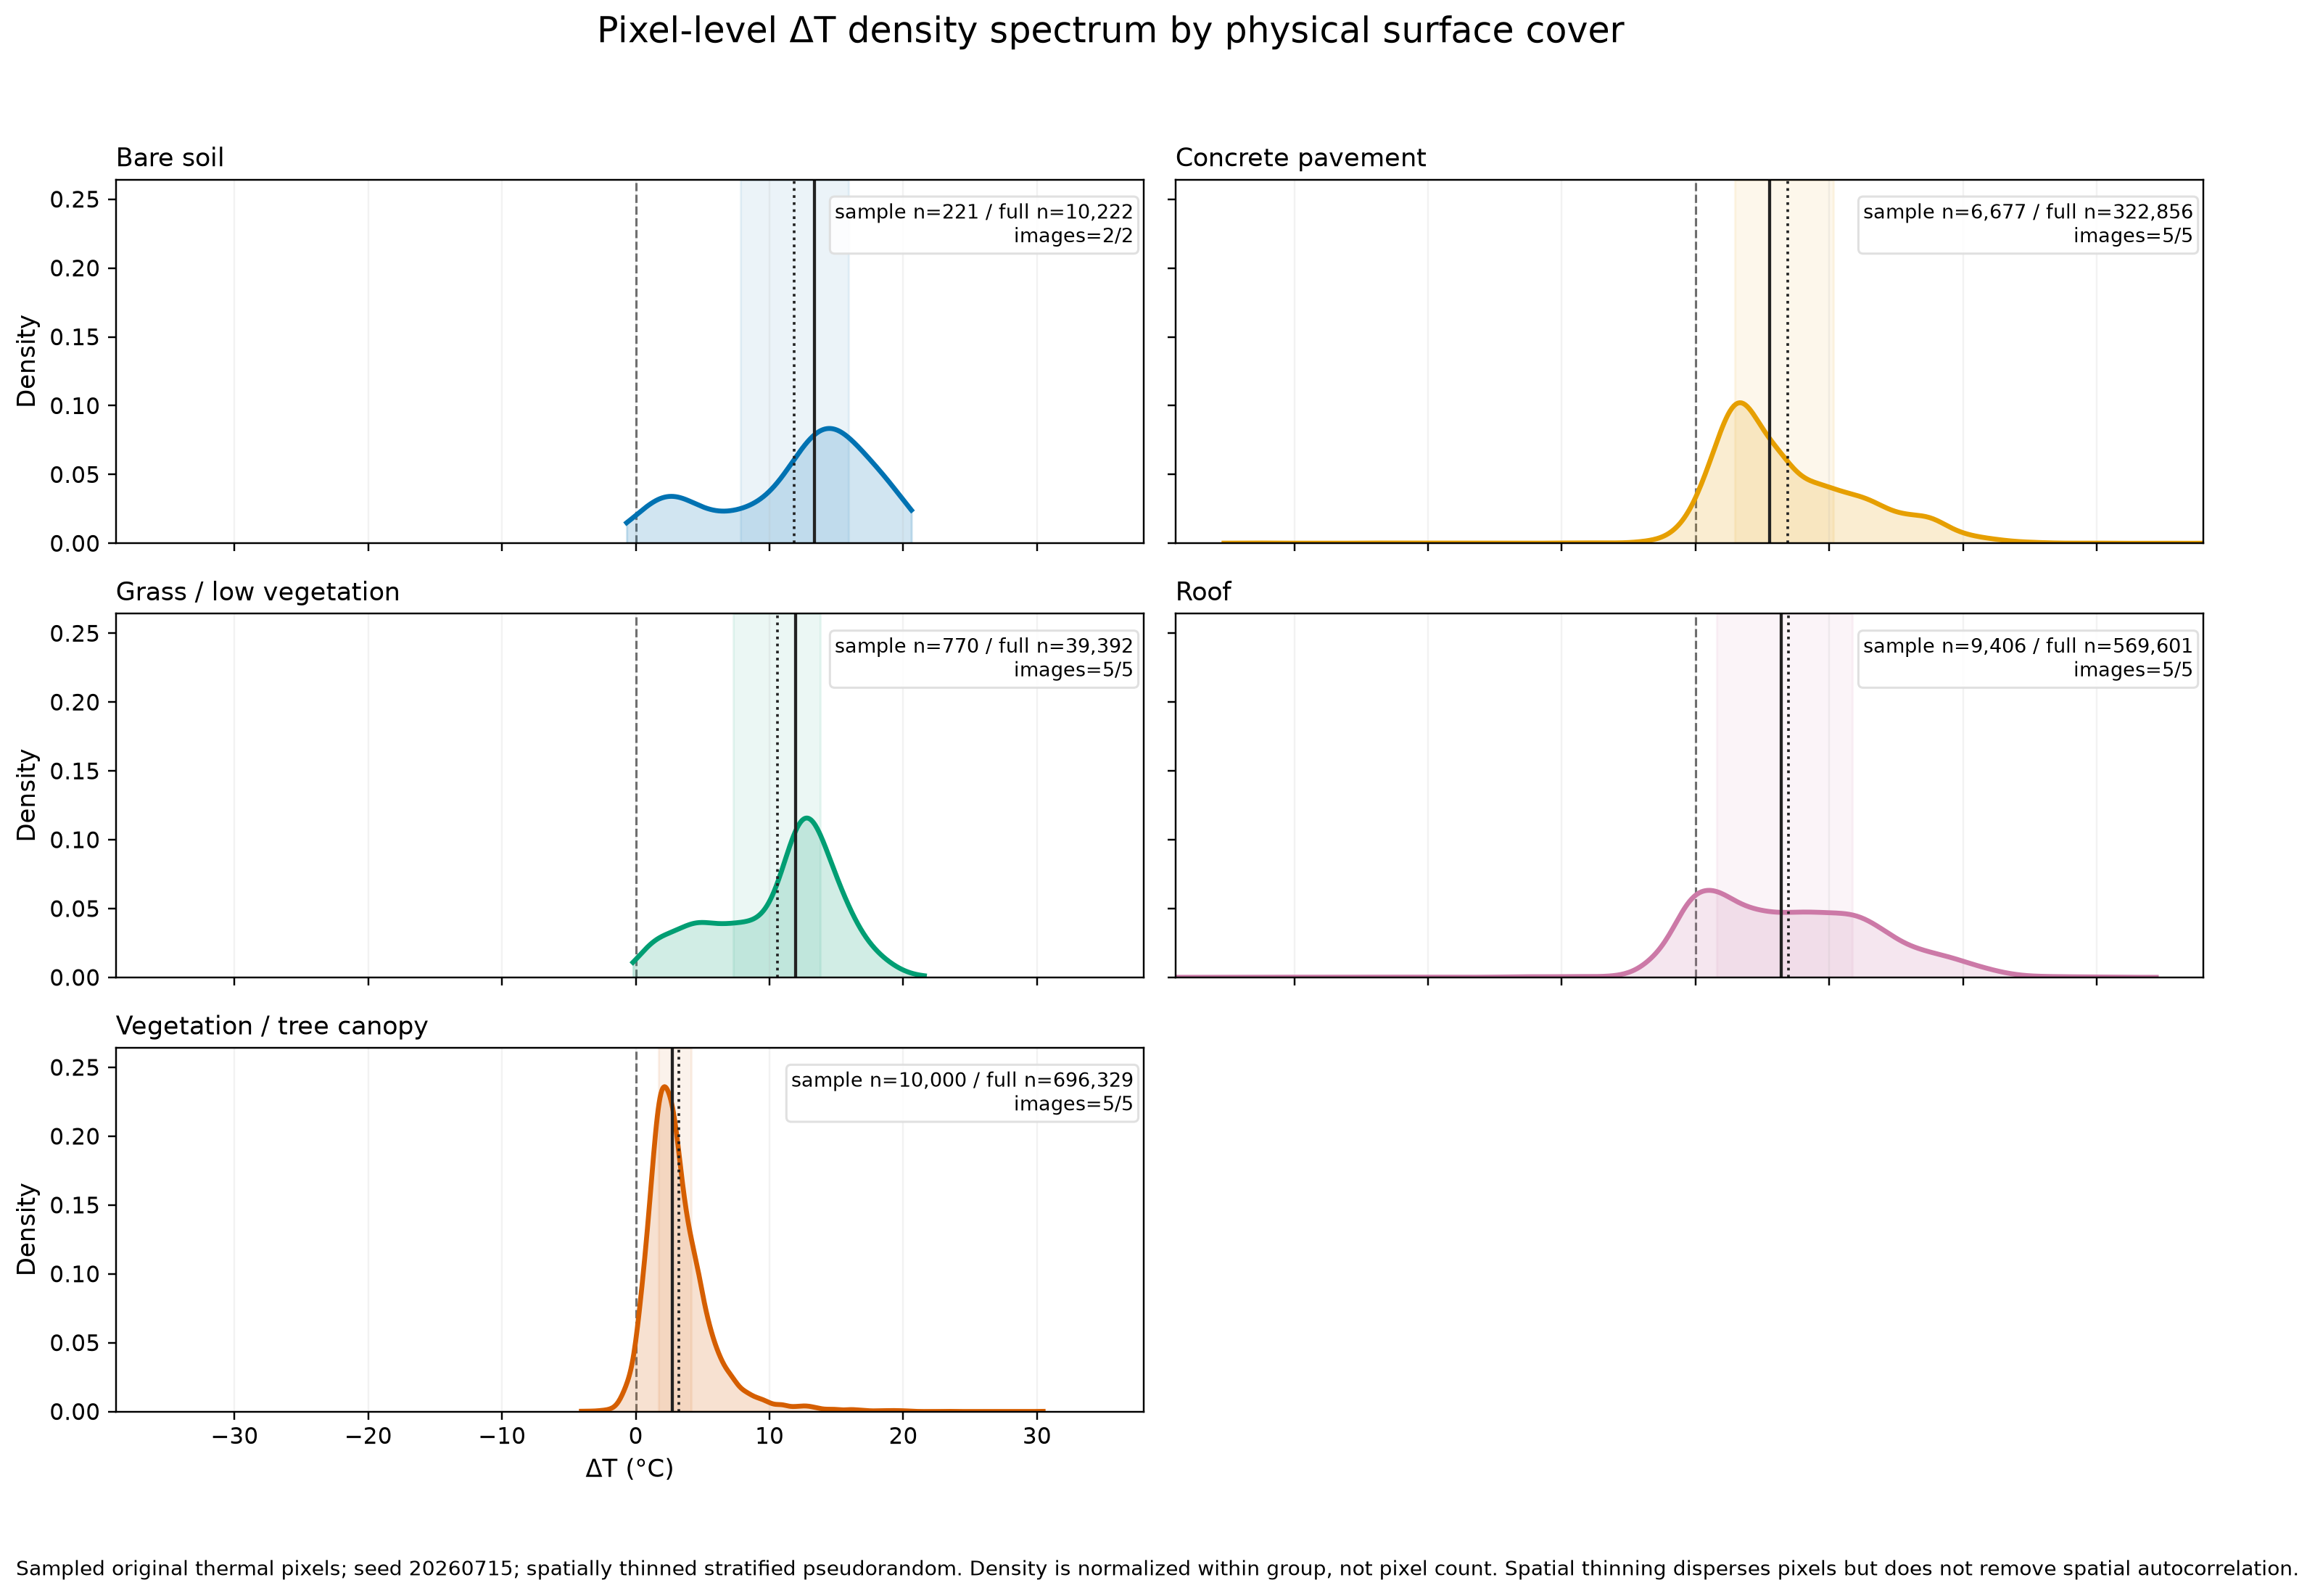 Pixel-level ΔT density spectrum by physical surface cover
Bare soil
Density
0.25
0.20
0.15
0.10
0.05
0.00
sample n=221 / full n=10,222
images=2/2
Concrete pavement
sample n=6,677 / full n=322,856
images=5/5
Grass / low vegetation
Density
0.25
0.20
0.15
0.10
0.05
0.00
sample n=770 / full n=39,392
images=5/5
Roof
sample n=9,406 / full n=569,601
images=5/5
Vegetation / tree canopy
Density
0.25
0.20
0.15
0.10
0.05
0.00
sample n=10,000 / full n=696,329
images=5/5
−30 −20 −10 0 10 20 30
ΔT (°C)
Sampled original thermal pixels; seed 20260715; spatially thinned stratified pseudorandom. Density is normalized within group, not pixel count. Spatial thinning disperses pixels but does not remove spatial autocorrelation.